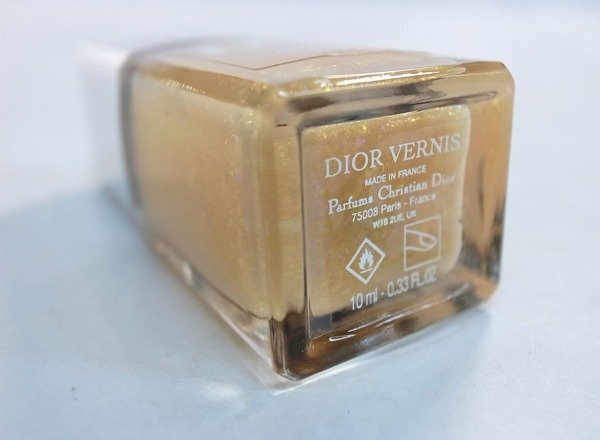 DIOR VERNIS
MADE IN FRANCE
Parfums Christian Dior
75008 Paris - France
W1B 2UE, UK
10 ml - 0.33 FL.OZ